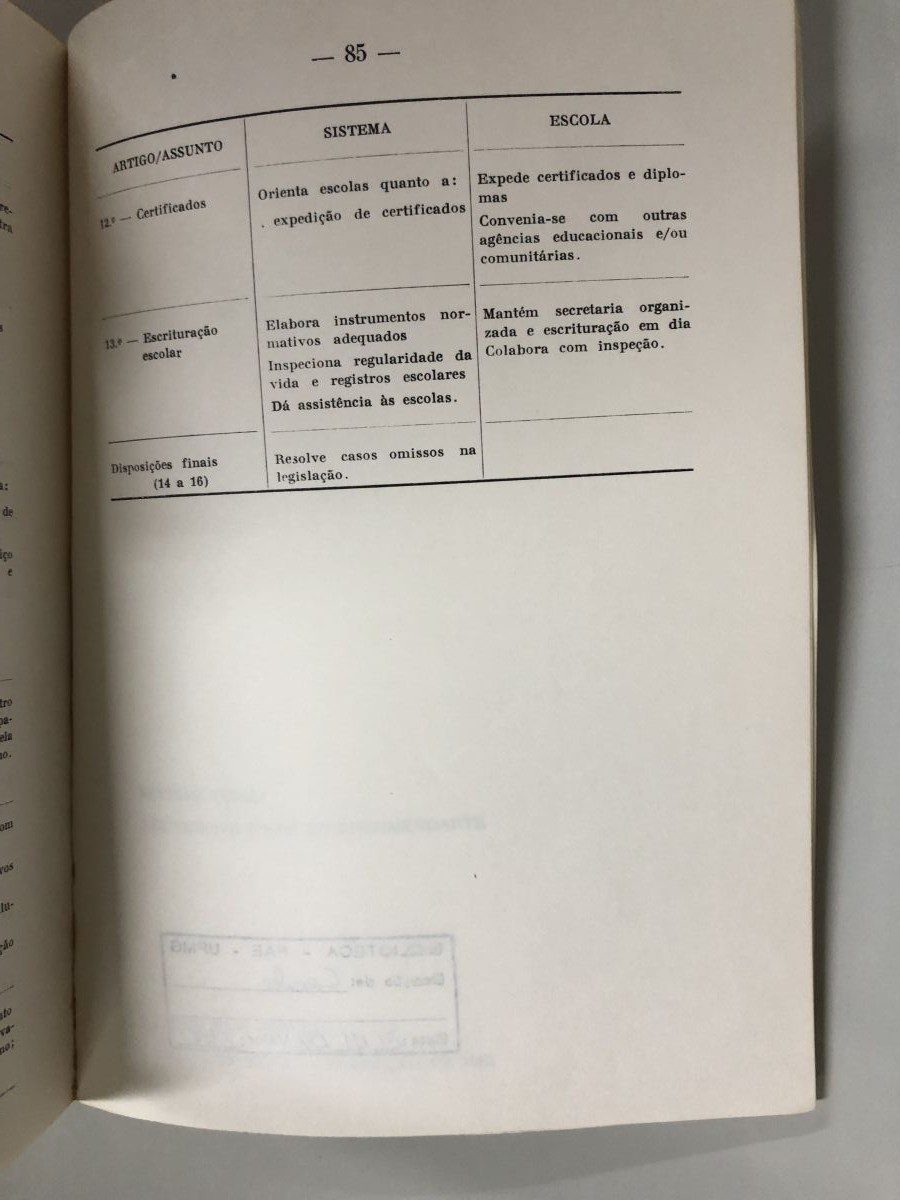 — 85 —
ARTIGO/ASSUNTO
SISTEMA
ESCOLA
12.º — Certificados
Orienta escolas quanto a:
. expedição de certificados
Expede certificados e diplo-
mas
Convenia-se com outras
agências educacionais e/ou
comunitárias.
13.º — Escrituração
escolar
Elabora instrumentos nor-
mativos adequados
Inspeciona regularidade da
vida e registros escolares
Dá assistência às escolas.
Mantém secretaria organi-
zada e escrituração em dia
Colabora com inspeção.
Disposições finais
(14 a 16)
Resolve casos omissos na
legislação.
BIBLIOTECA - FAE - UFMG